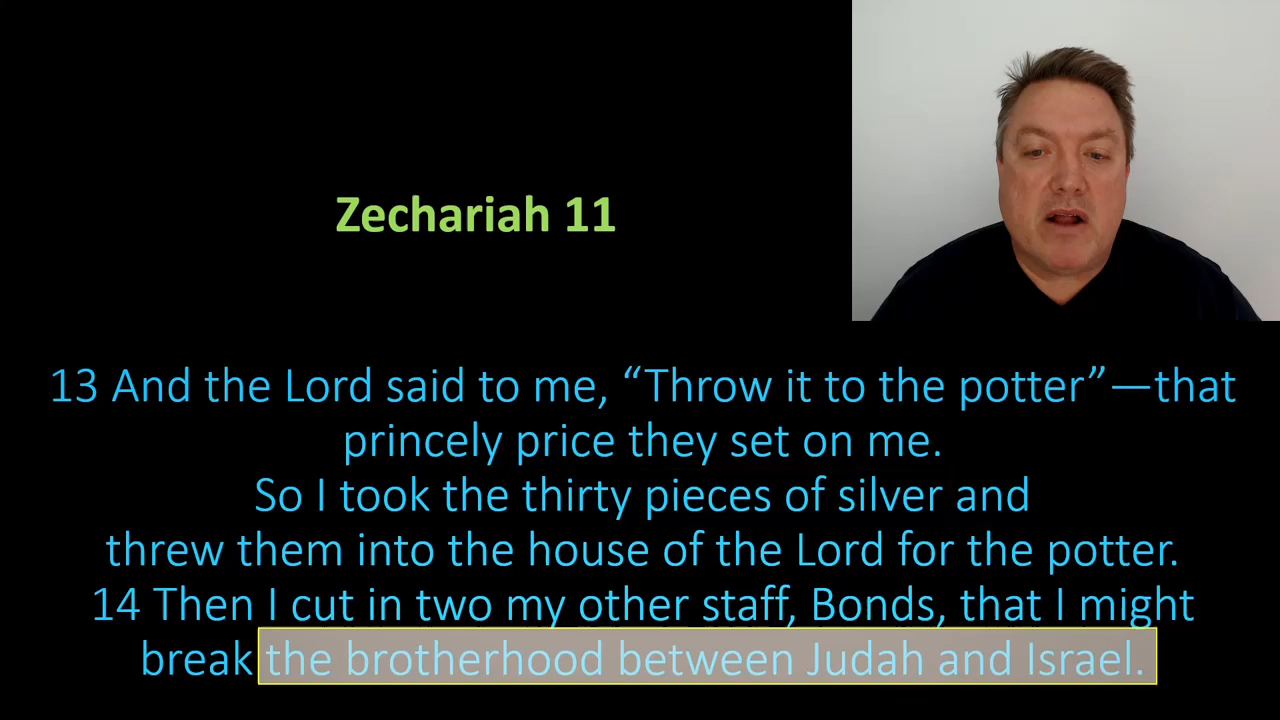 Zechariah 11
13 And the Lord said to me, “Throw it to the potter”—that
princely price they set on me.
So I took the thirty pieces of silver and
threw them into the house of the Lord for the potter.
14 Then I cut in two my other staff, Bonds, that I might
break the brotherhood between Judah and Israel.